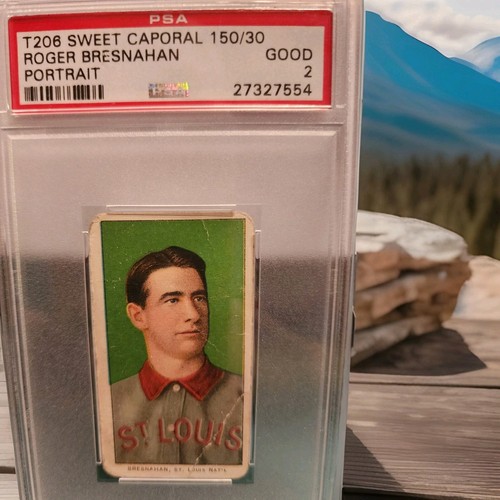 PSA
T206 SWEET CAPORAL 150/30
ROGER BRESNAHAN GOOD
PORTRAIT 2
27327554
ST LOUIS
BRESNAHAN, ST. LOUIS NAT'L